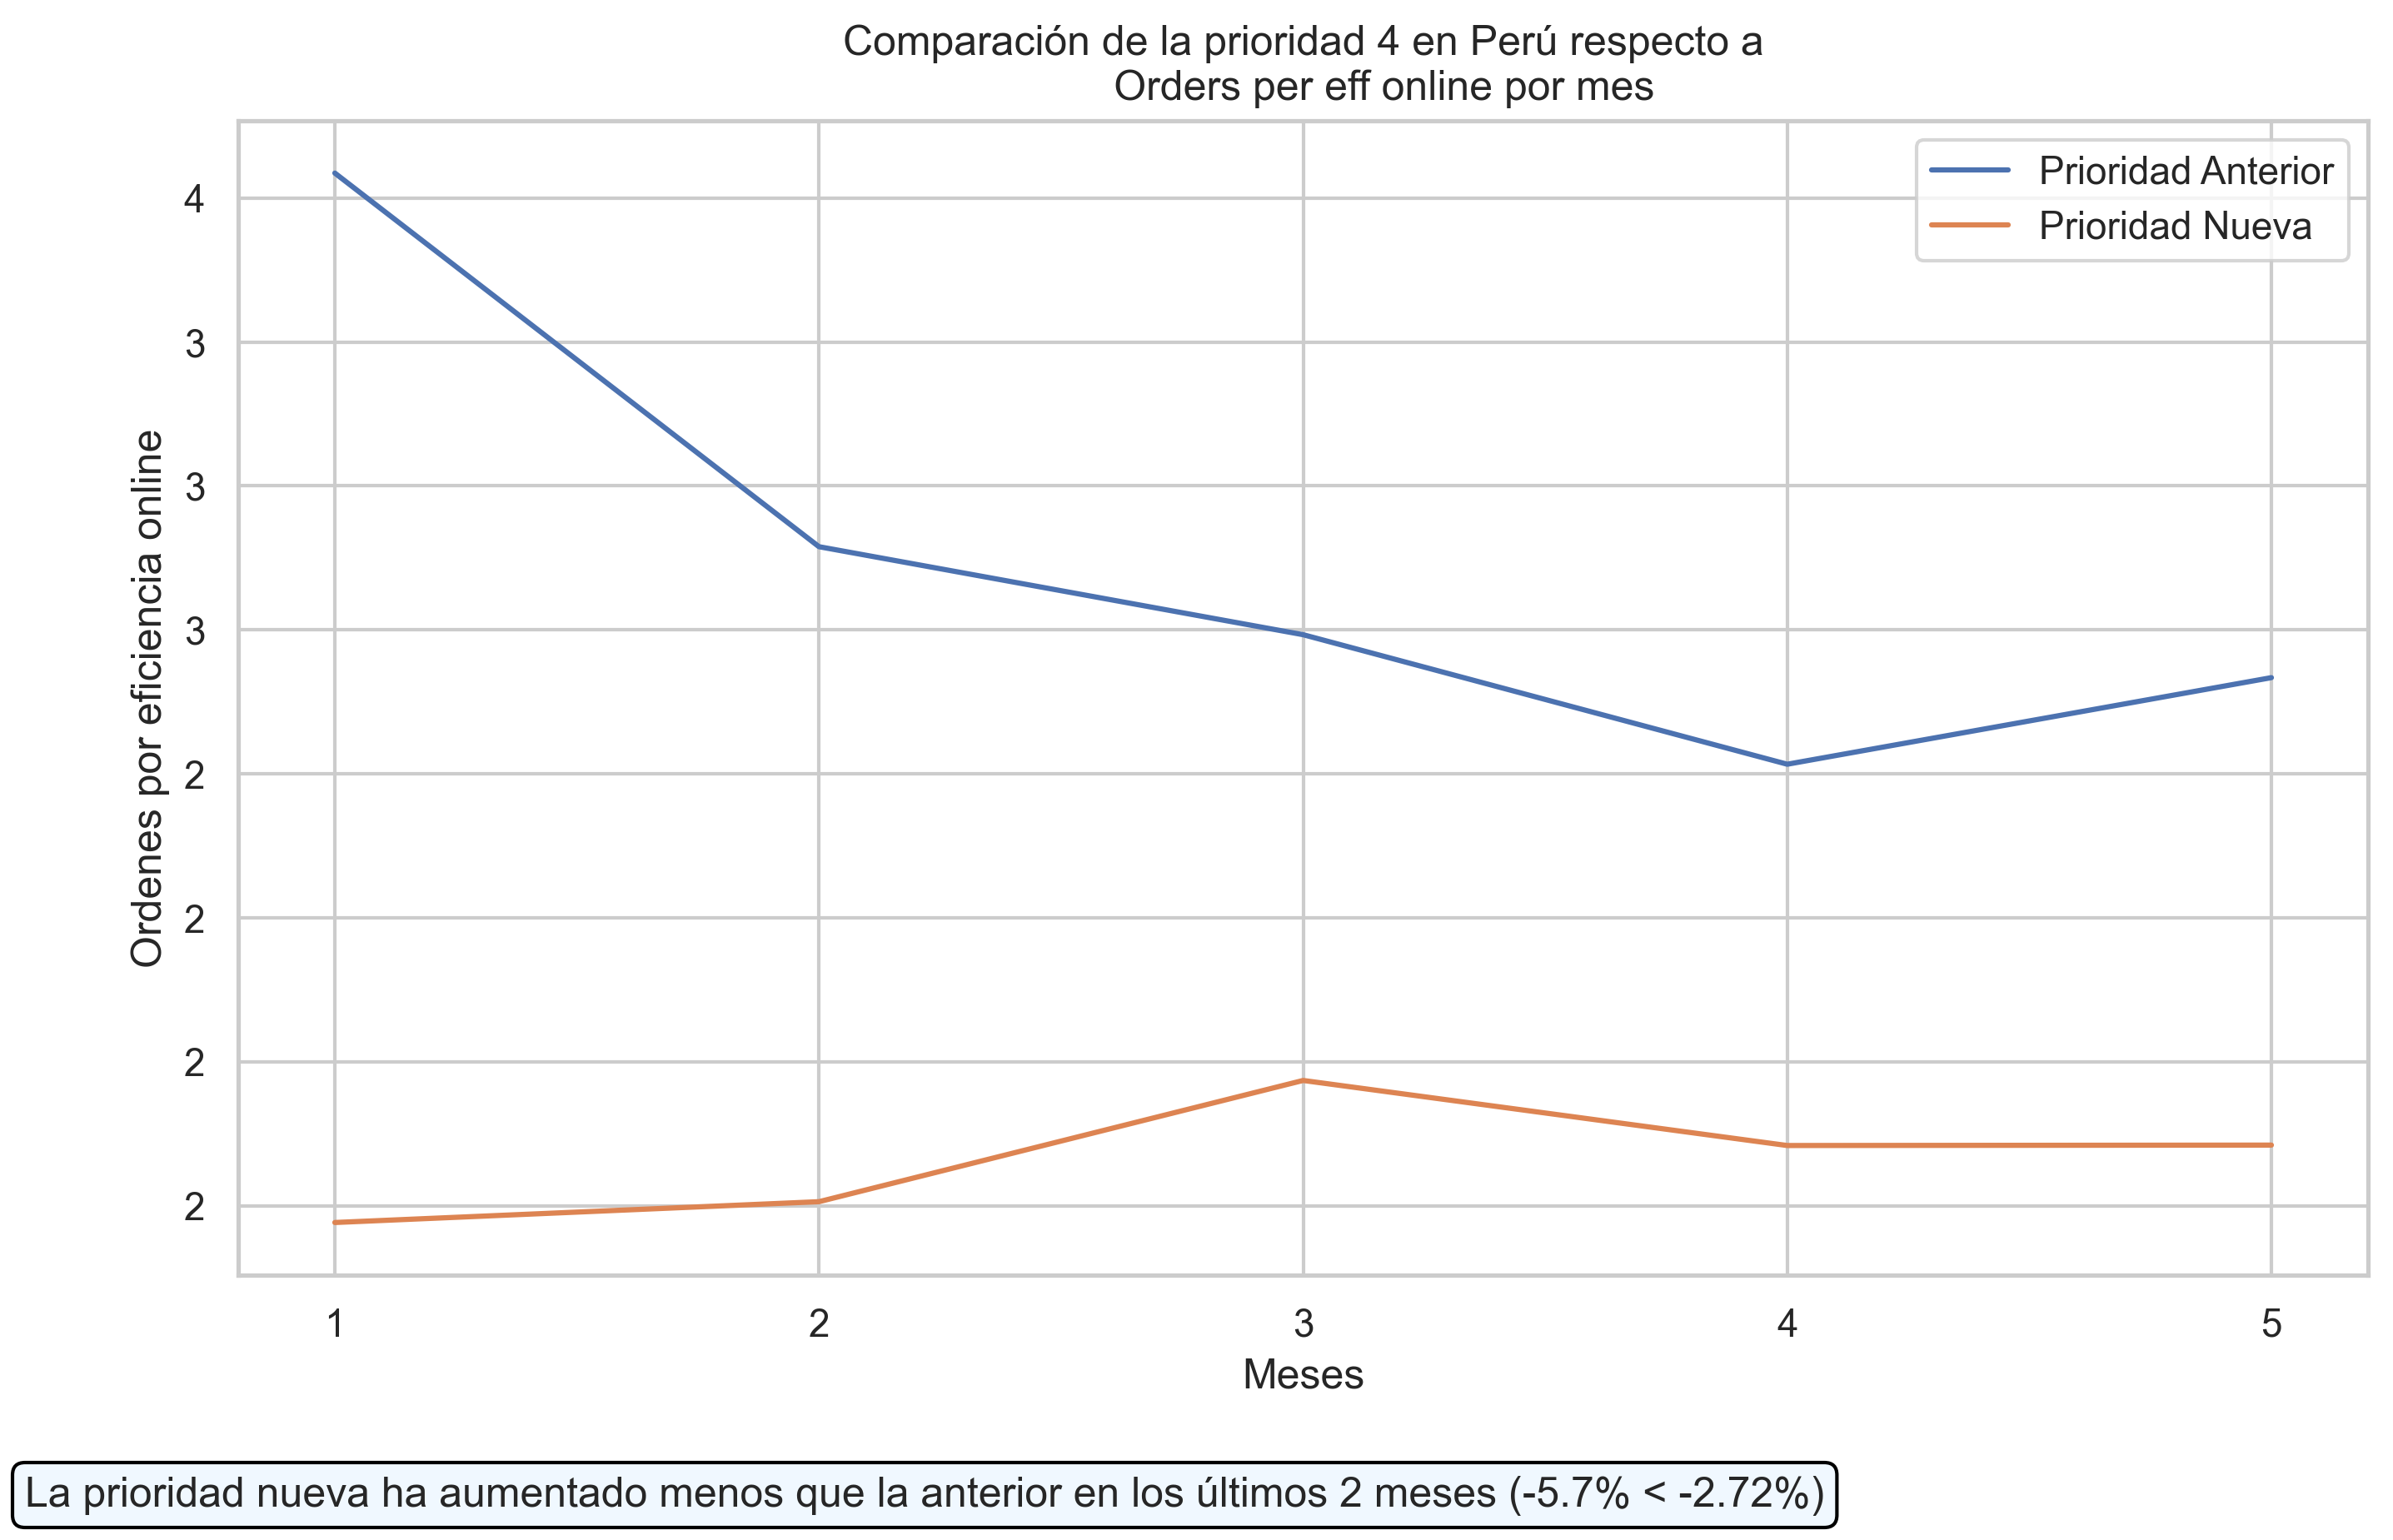 Comparación de la prioridad 4 en Perú respecto a
Orders per eff online por mes
Prioridad Anterior
Prioridad Nueva
Ordenes por eficiencia online
4
3
3
3
2
2
2
2
1 2 3 4 5
Meses
La prioridad nueva ha aumentado menos que la anterior en los últimos 2 meses (-5.7% < -2.72%)